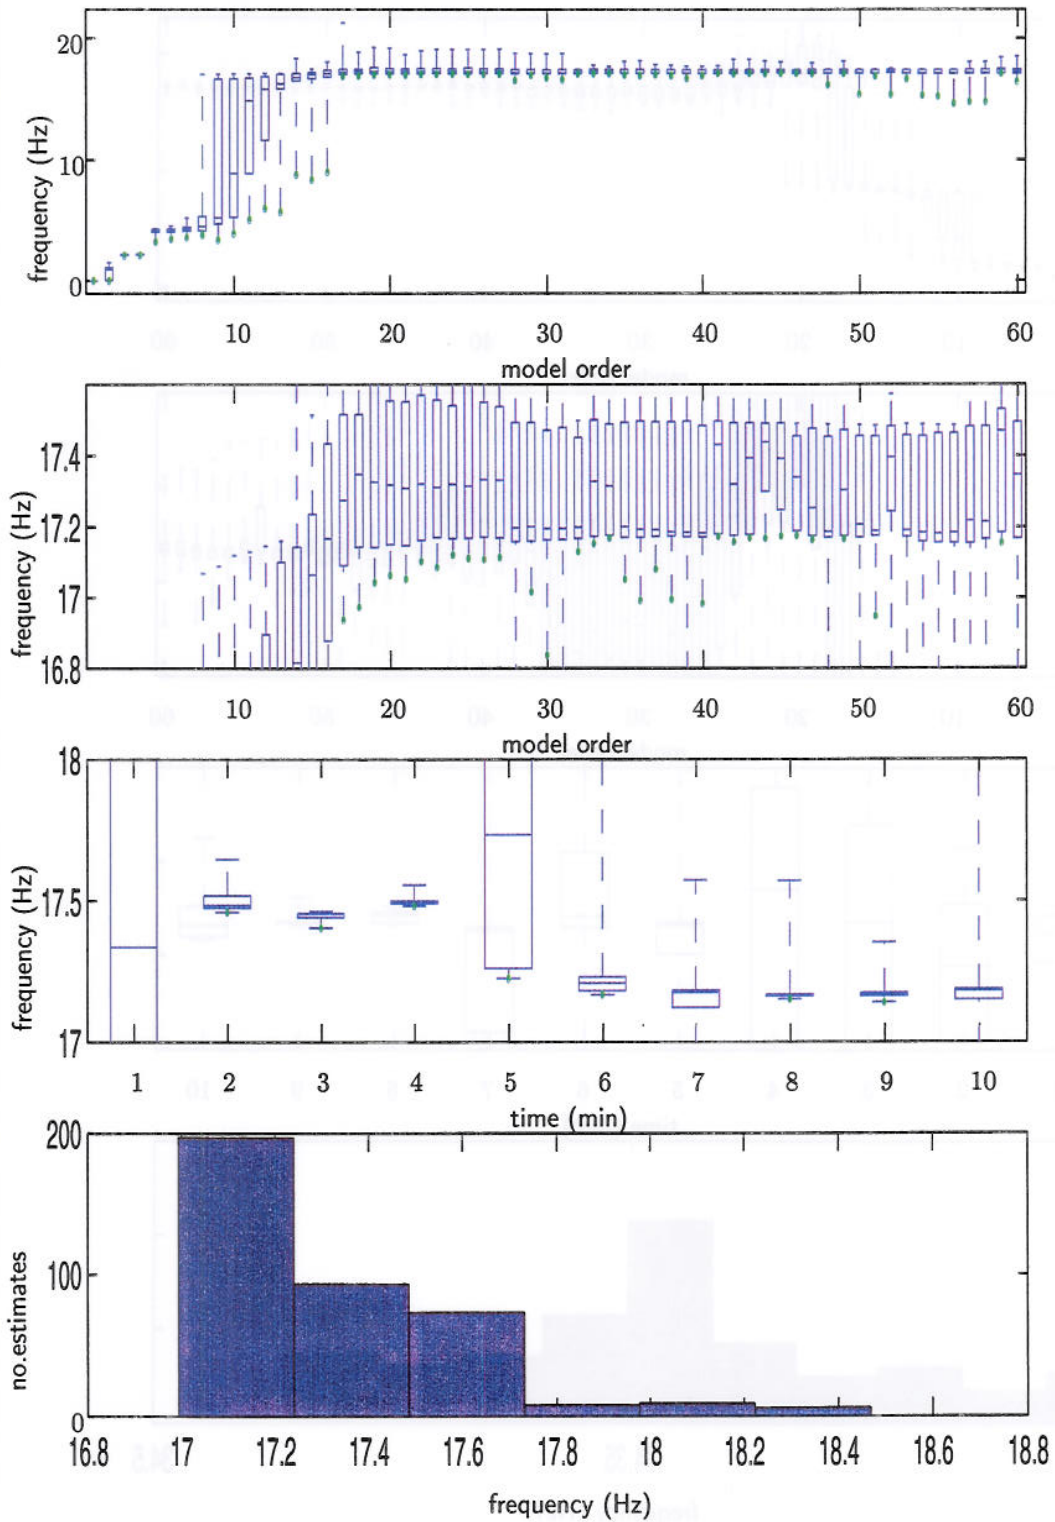 20
10
0
frequency (Hz)
10 20 30 40 50 60
model order
17.4
17.2
17
16.8
frequency (Hz)
10 20 30 40 50 60
model order
18
17.5
17
frequency (Hz)
1 2 3 4 5 6 7 8 9 10
time (min)
200
100
0
no.estimates
16.8 17 17.2 17.4 17.6 17.8 18 18.2 18.4 18.6 18.8
frequency (Hz)